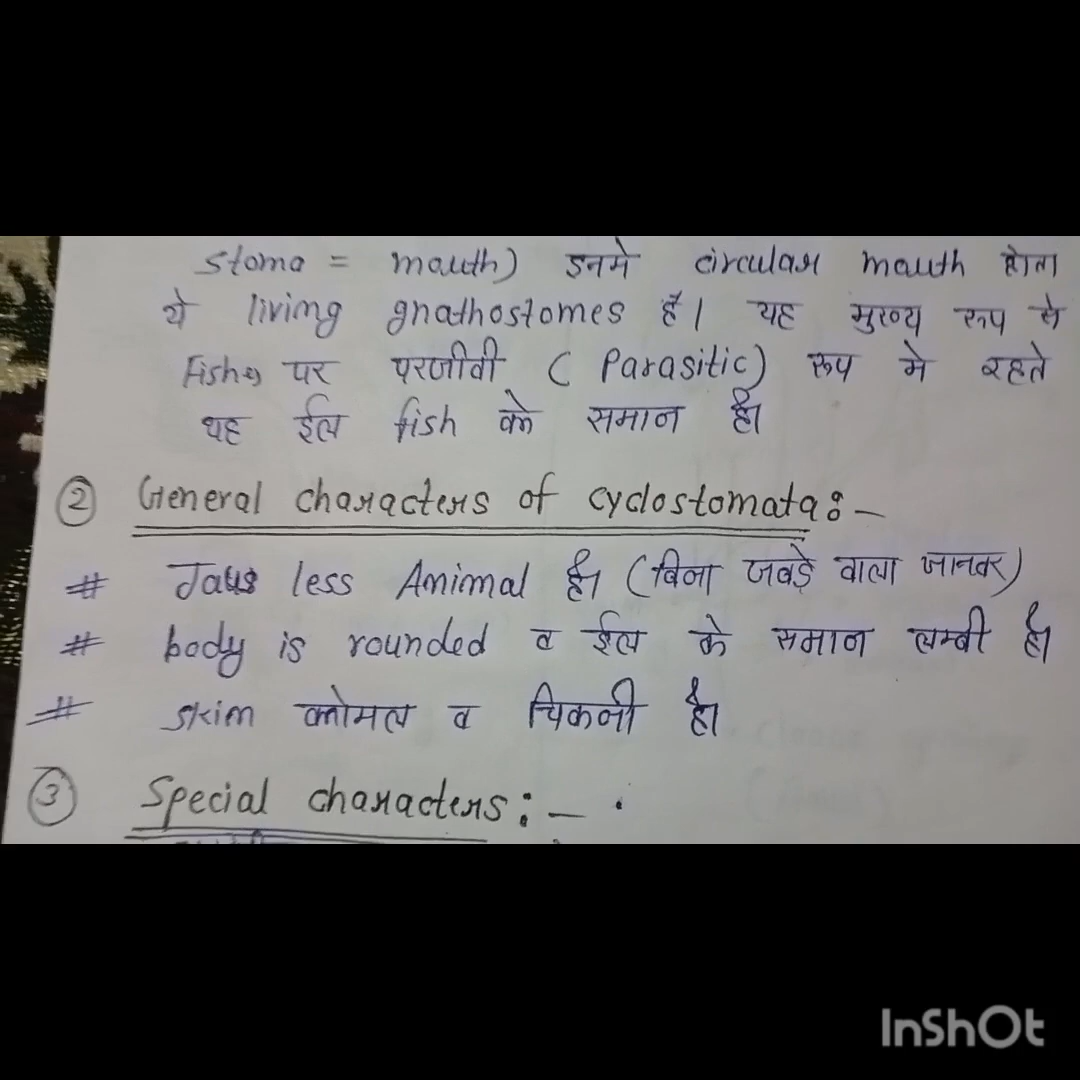 stoma = mouth) इनमे circular mouth होता
ये living gnathostomes है। यह मुख्य रूप से
Fishes पर परजीवी ( Parasitic) रूप मे रहते
यह ईल fish के समान है।
② General characters of cyclostomata:-
# Jaws less Animal है। (बिना जबड़े वाला जानवर)
# body is rounded व ईल के समान लम्बी है।
# skin कोमल व चिकनी है।
③ Special characters:-
InShOt